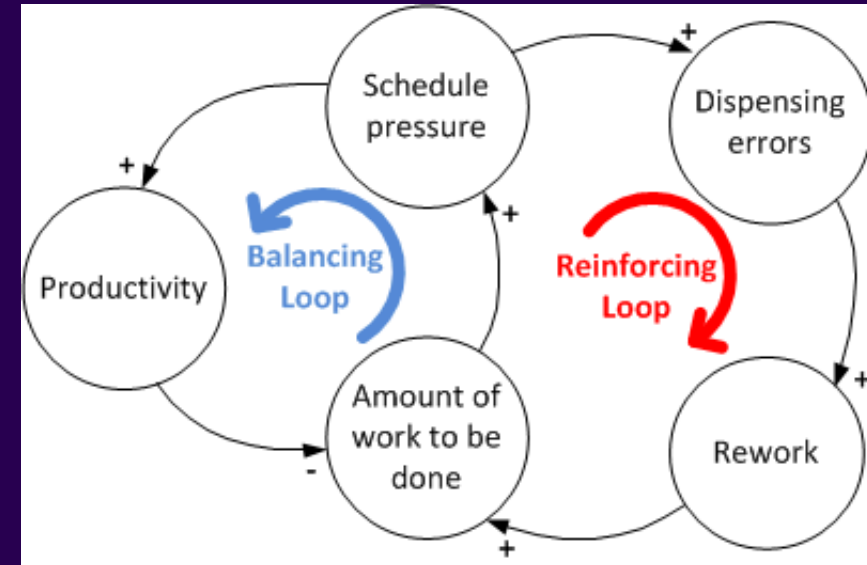 Schedule
pressure
+
Dispensing
errors
+
Balancing
Loop
+
Productivity
Reinforcing
Loop
+
Amount of
work to be
done
-
Rework
+
+